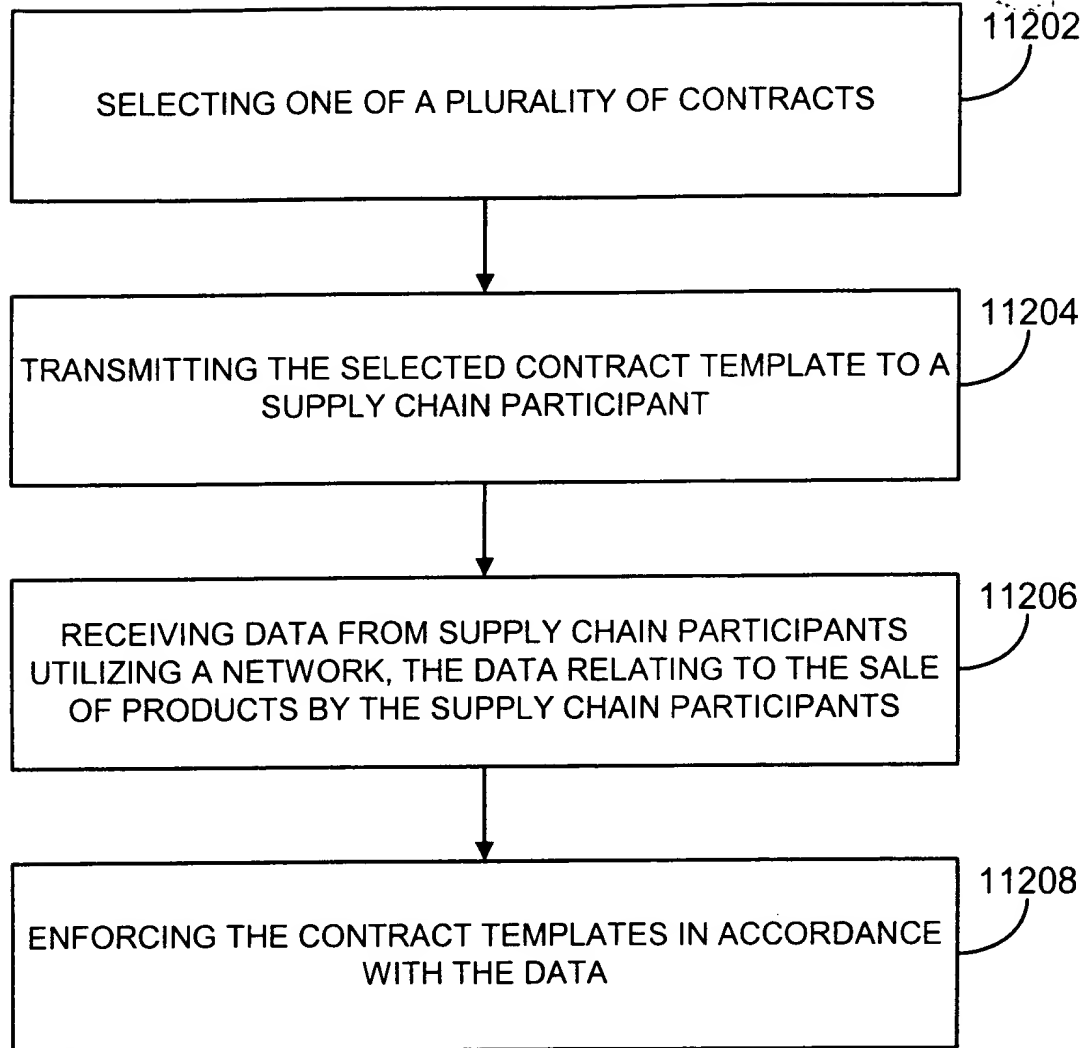 11202
SELECTING ONE OF A PLURALITY OF CONTRACTS
11204
TRANSMITTING THE SELECTED CONTRACT TEMPLATE TO A
SUPPLY CHAIN PARTICIPANT
11206
RECEIVING DATA FROM SUPPLY CHAIN PARTICIPANTS
UTILIZING A NETWORK, THE DATA RELATING TO THE SALE
OF PRODUCTS BY THE SUPPLY CHAIN PARTICIPANTS
11208
ENFORCING THE CONTRACT TEMPLATES IN ACCORDANCE
WITH THE DATA